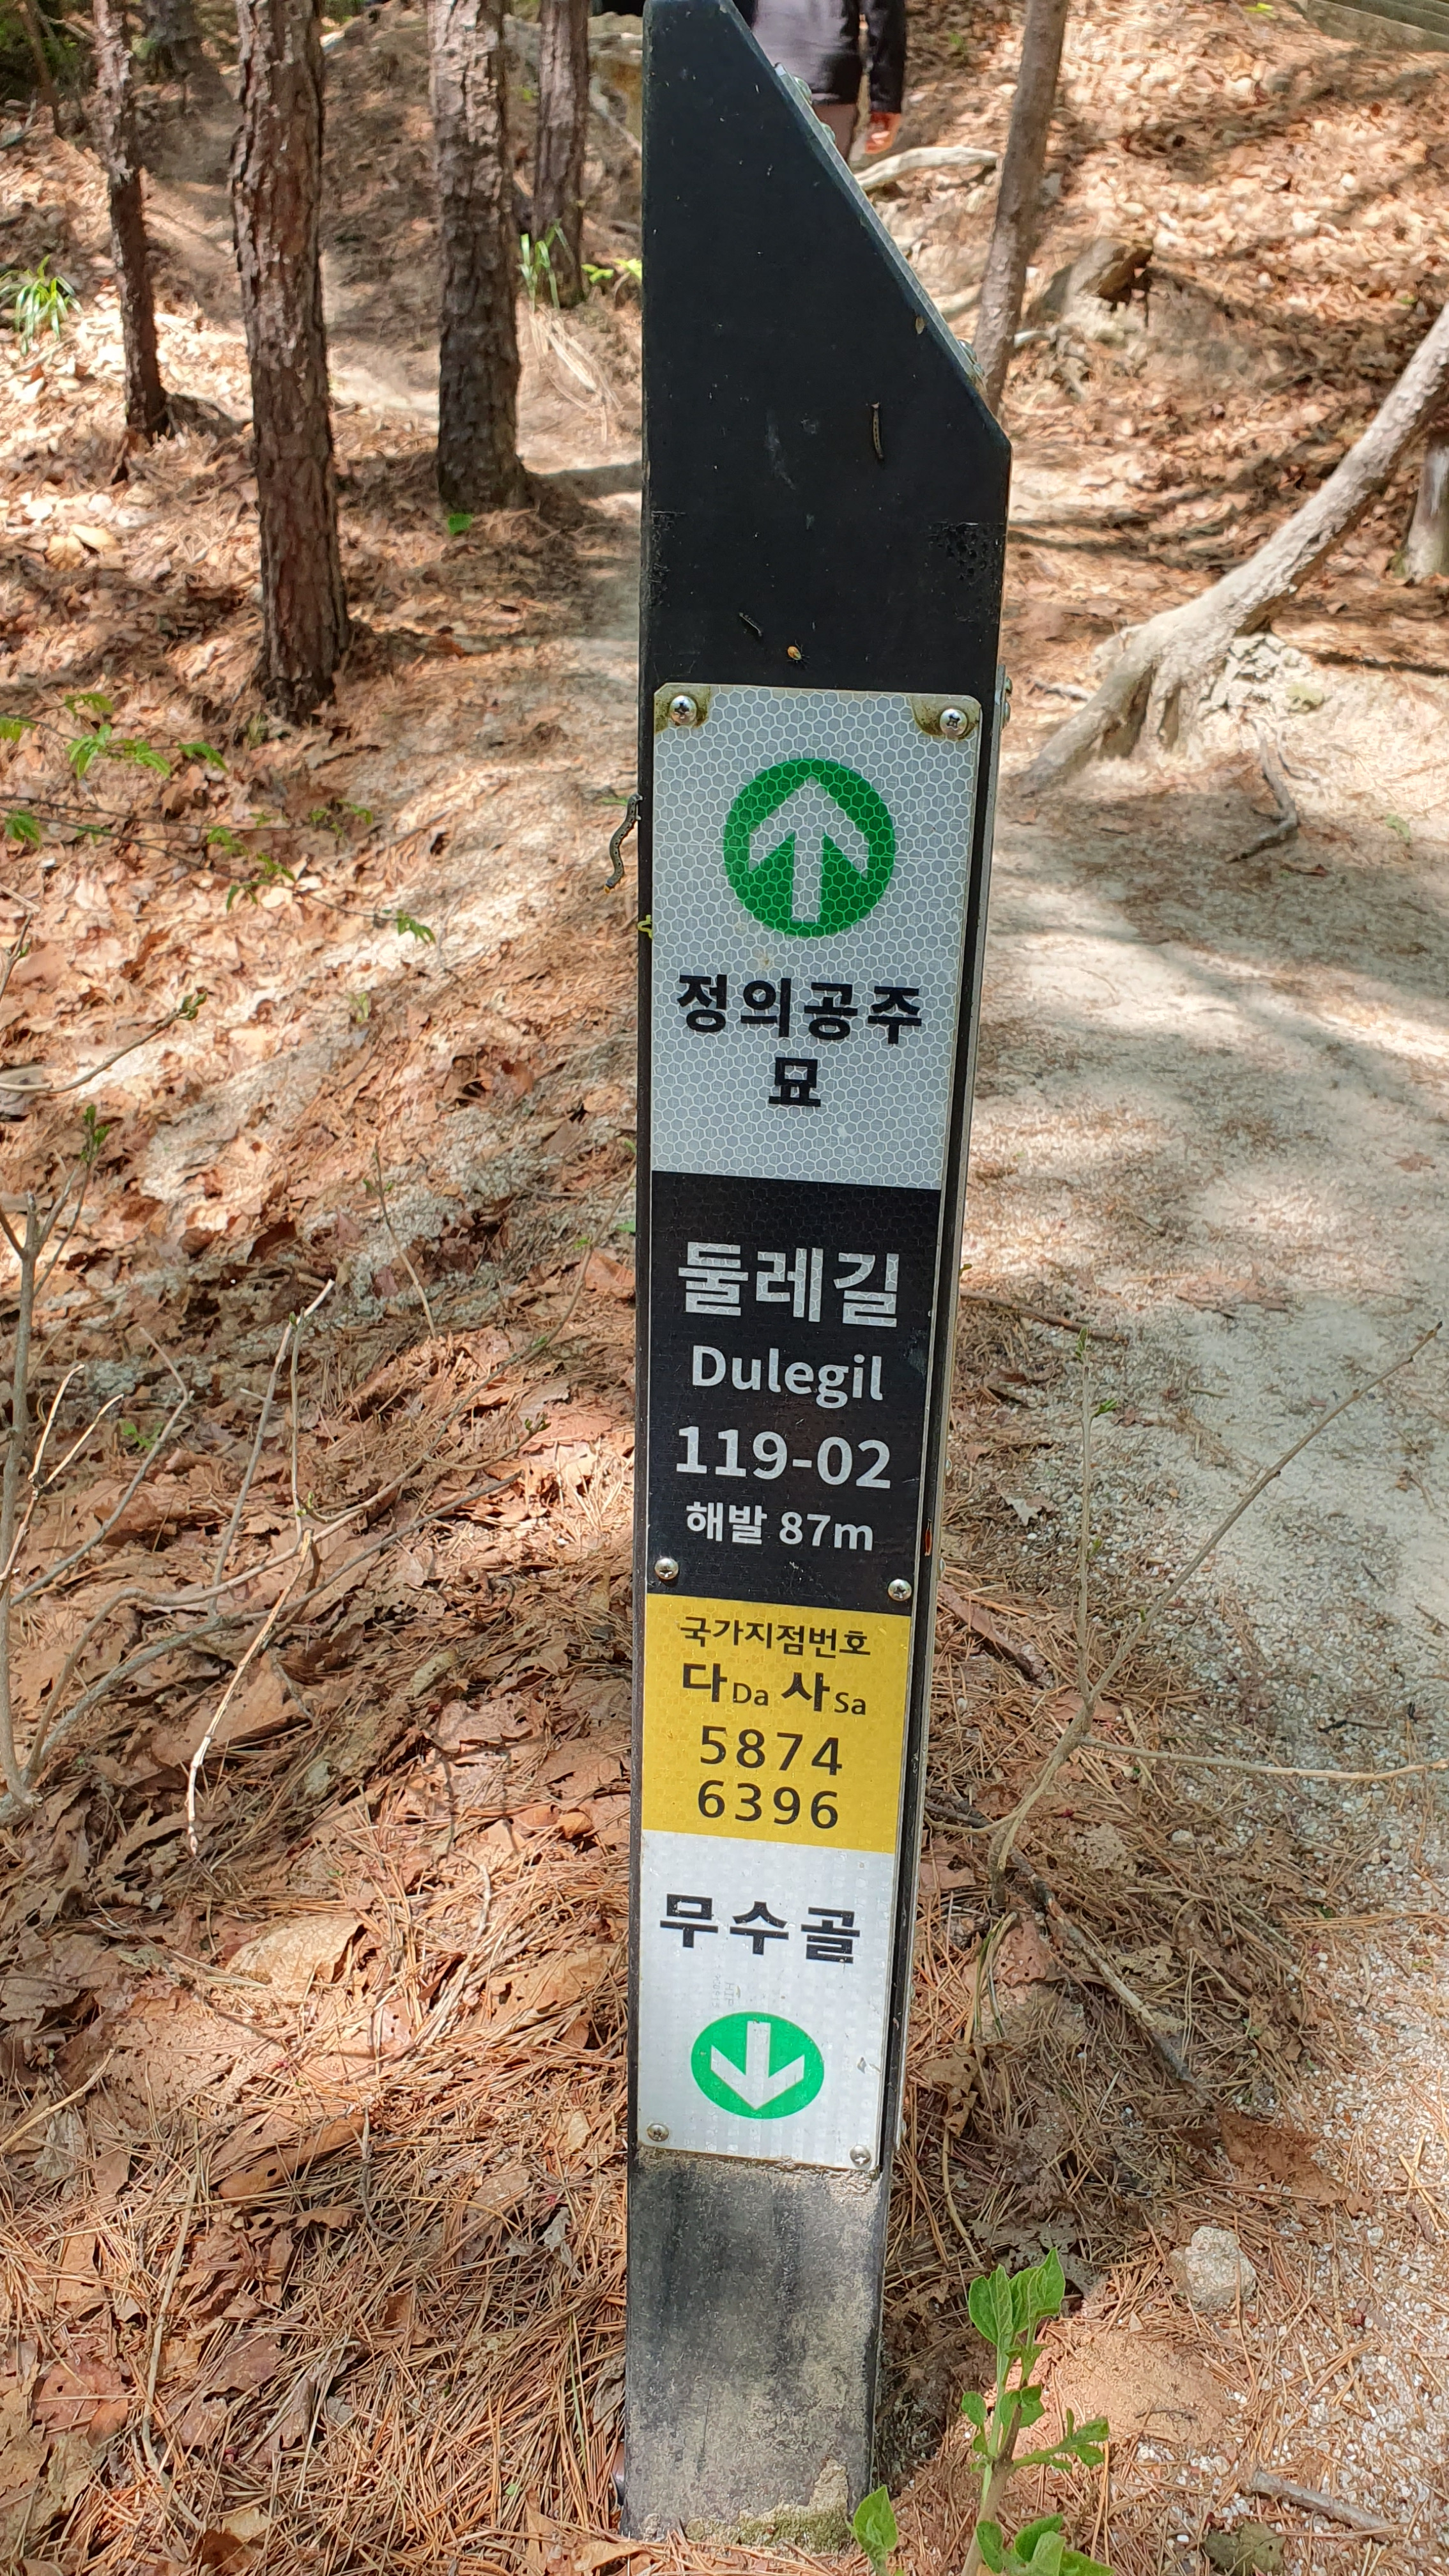 정의공주
묘
둘레길
Dulegil
119-02
해발 87m
국가지점번호
다Da 사Sa
5874
6396
무수골